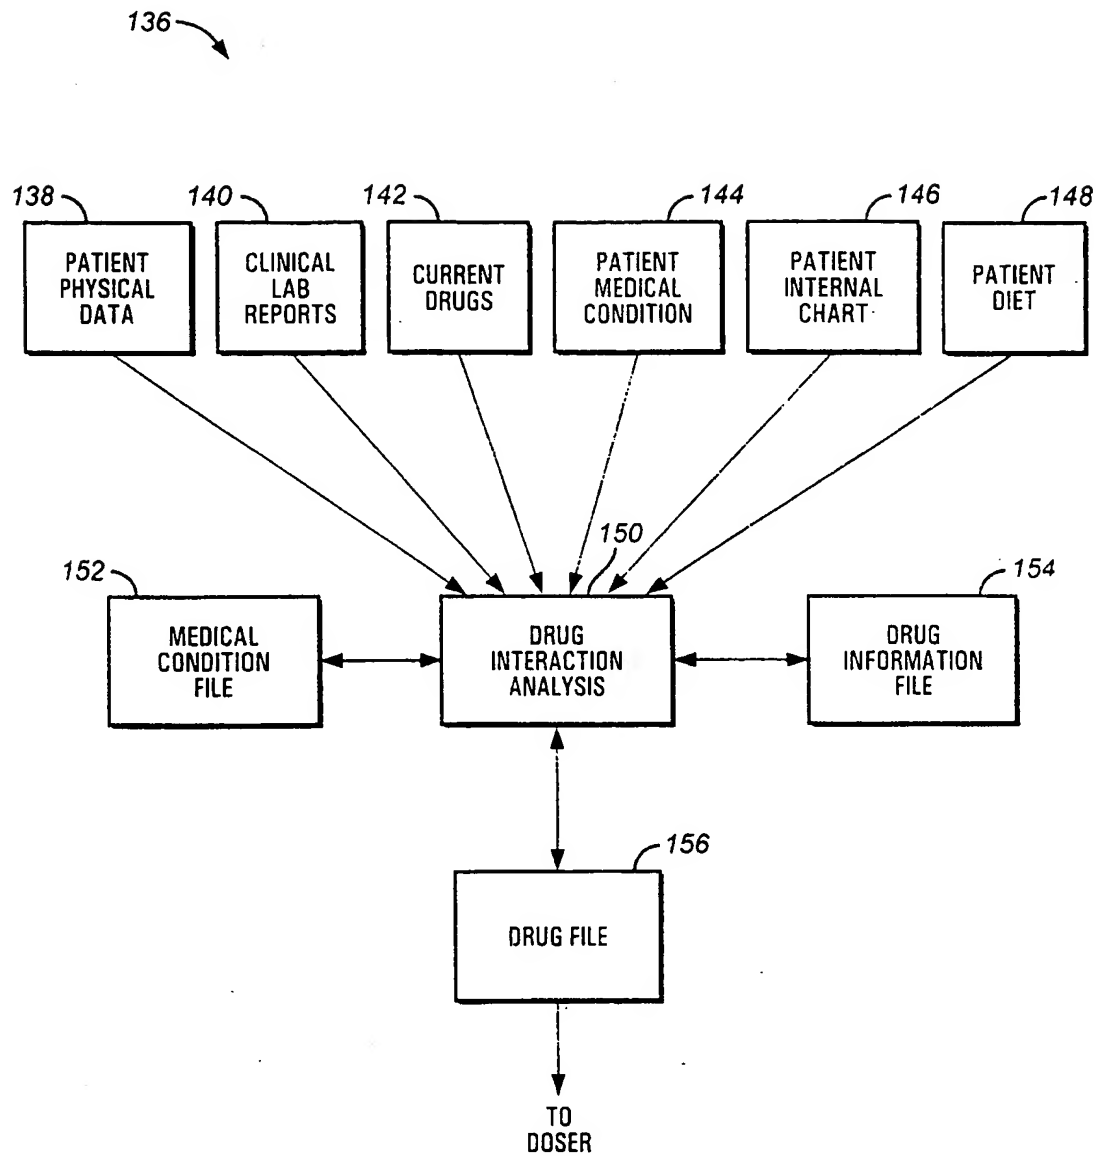 136
138
140
142
144
146
148
PATIENT
PHYSICAL
DATA
CLINICAL
LAB
REPORTS
CURRENT
DRUGS
PATIENT
MEDICAL
CONDITION
PATIENT
INTERNAL
CHART
PATIENT
DIET
150
152
154
MEDICAL
CONDITION
FILE
DRUG
INTERACTION
ANALYSIS
DRUG
INFORMATION
FILE
156
DRUG FILE
TO
DOSER